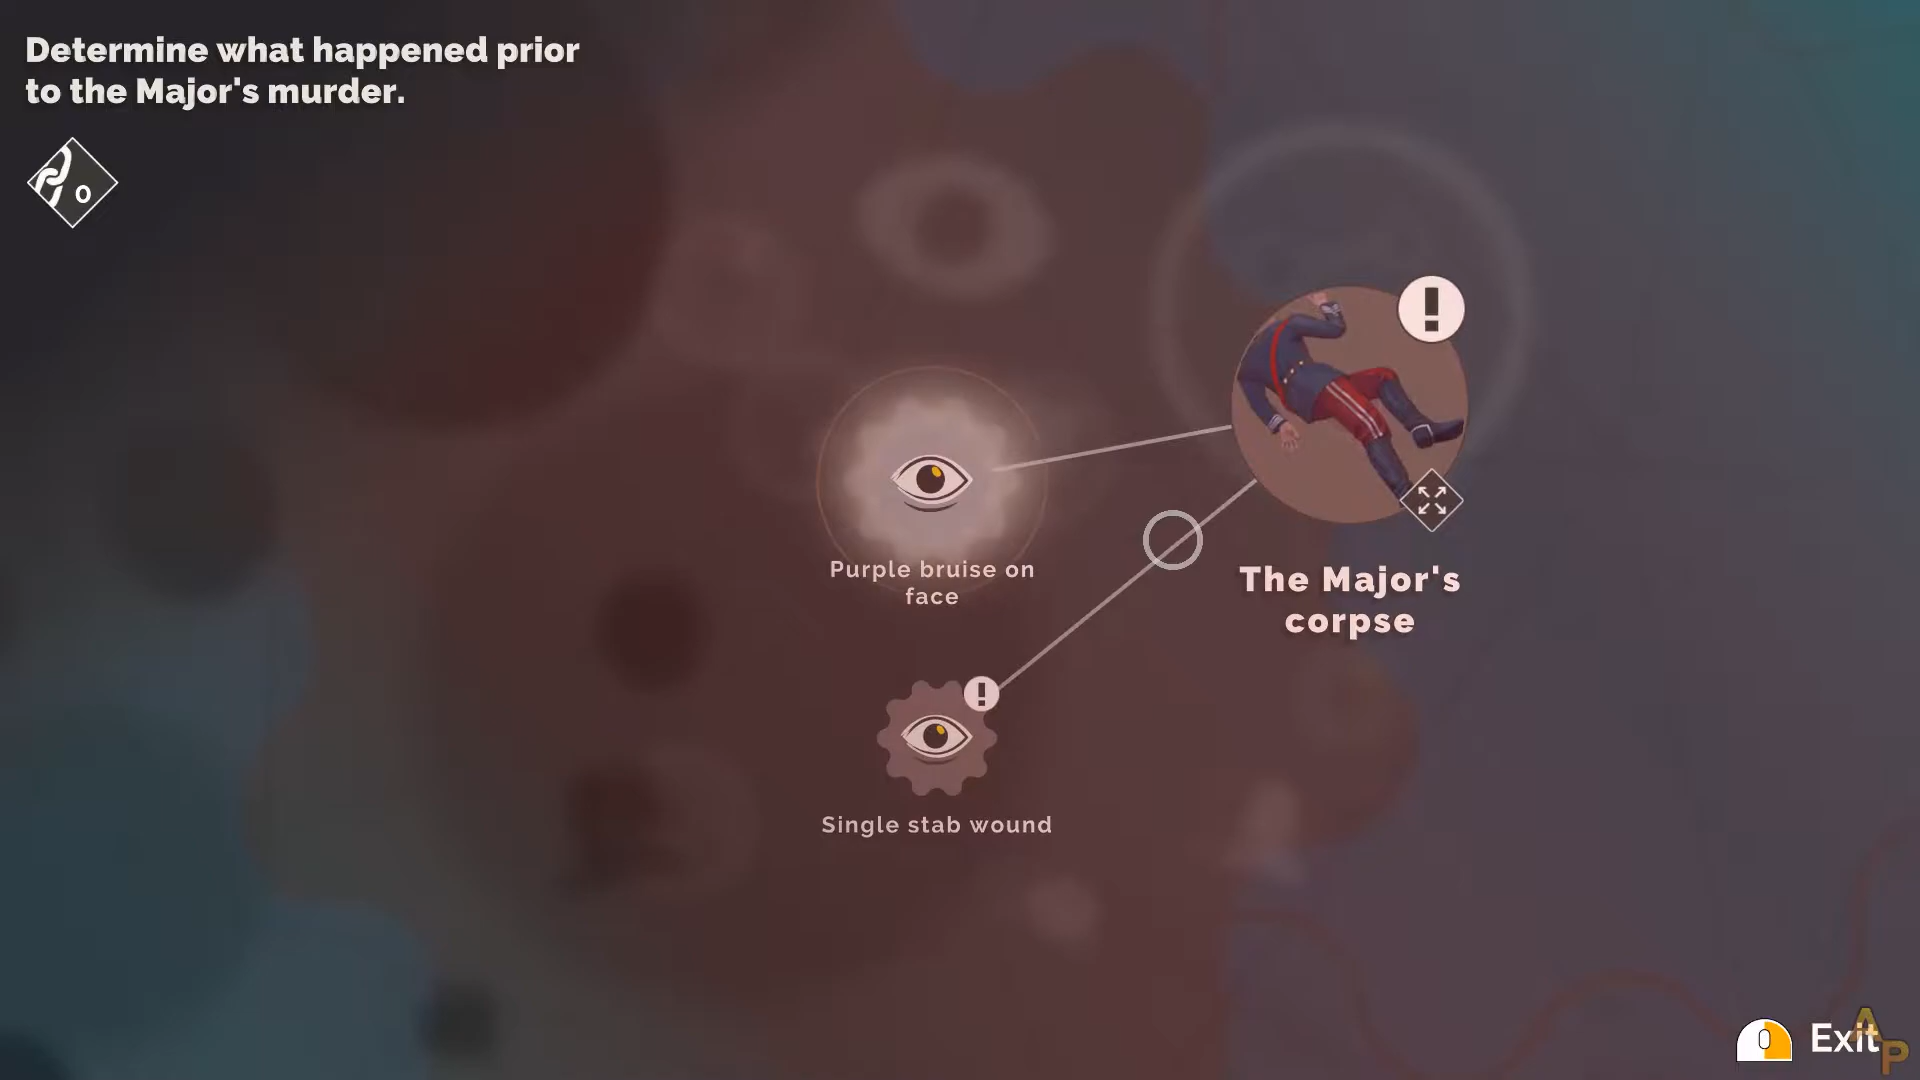 Determine what happened prior
to the Major's murder.
0
!
Purple bruise on
face
The Major's
corpse
!
Single stab wound
Exit
AP